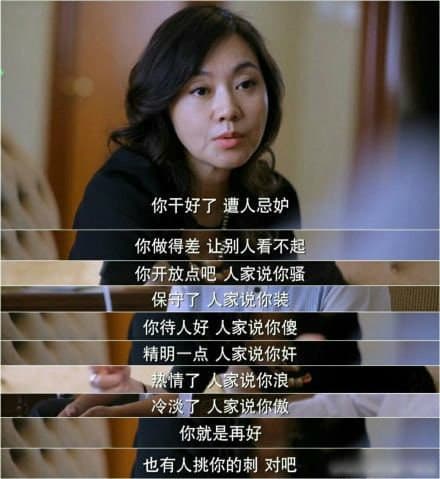 你干好了 遭人忌妒
你做得差 让别人看不起
你开放点吧 人家说你骚
保守了 人家说你装
你待人好 人家说你傻
精明一点 人家说你奸
热情了 人家说你浪
冷淡了 人家说你傲
你就是再好
也有人挑你的刺 对吧